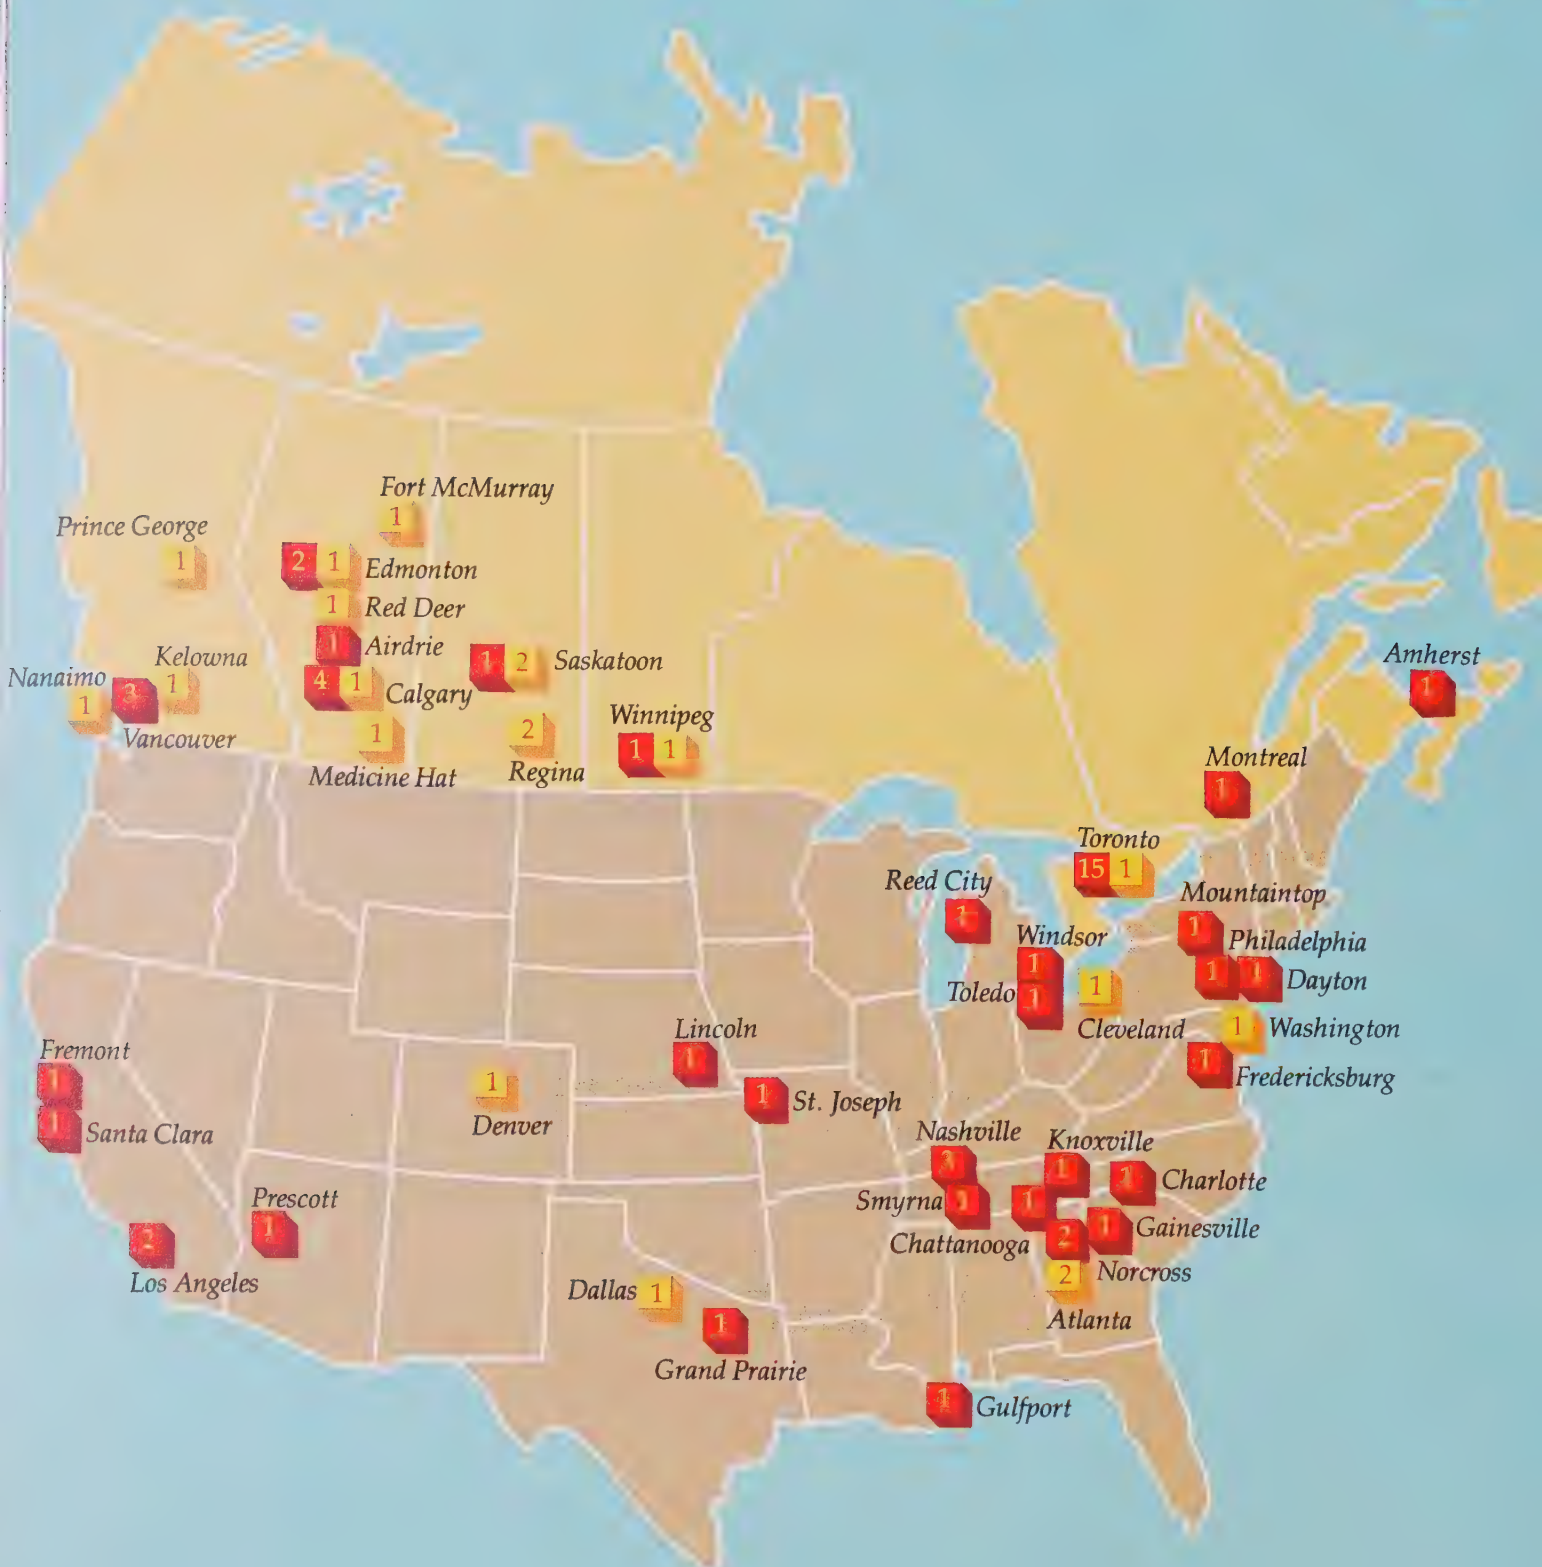 Fort McMurray
1
Prince George
1
2 1 Edmonton
1 Red Deer
1 Airdrie
Kelowna
1
Nanaimo
1
3
Vancouver
4 1 Calgary
1 2 Saskatoon
1
Medicine Hat
2
Regina
Winnipeg
1 1
Amherst
1
Montreal
1
Toronto
15 1
Reed City
1
Mountaintop
1
Windsor
1
Philadelphia
1 1 Dayton
Toledo 1
1
Cleveland
1 Washington
1
Fredericksburg
Fremont
1
1 Santa Clara
Lincoln
1
1
Denver
1 St. Joseph
Nashville
Knoxville
1
1 Charlotte
Smyrna
1
Chattanooga
1 Gainesville
2
Norcross
2
Atlanta
Prescott
1
2
Los Angeles
Dallas 1
1
Grand Prairie
1 Gulfport